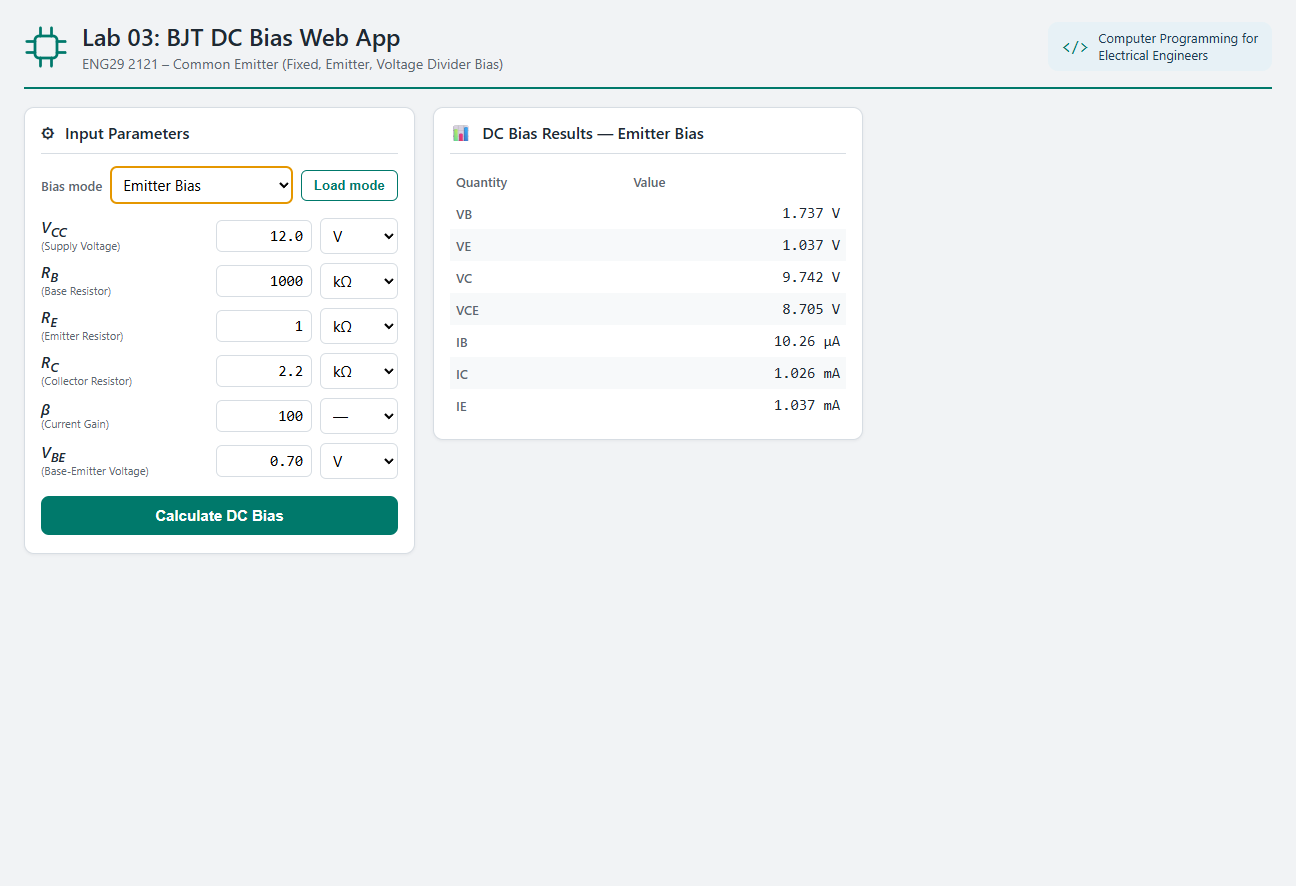 Lab 03: BJT DC Bias Web App
ENG29 2121 – Common Emitter (Fixed, Emitter, Voltage Divider Bias)
</> Computer Programming for
Electrical Engineers
Input Parameters
Bias mode Emitter Bias Load mode
VCC 12.0 V
(Supply Voltage)
RB 1000 kΩ
(Base Resistor)
RE 1 kΩ
(Emitter Resistor)
RC 2.2 kΩ
(Collector Resistor)
β 100 —
(Current Gain)
VBE 0.70 V
(Base-Emitter Voltage)
Calculate DC Bias
DC Bias Results — Emitter Bias
Quantity Value
VB 1.737 V
VE 1.037 V
VC 9.742 V
VCE 8.705 V
IB 10.26 µA
IC 1.026 mA
IE 1.037 mA